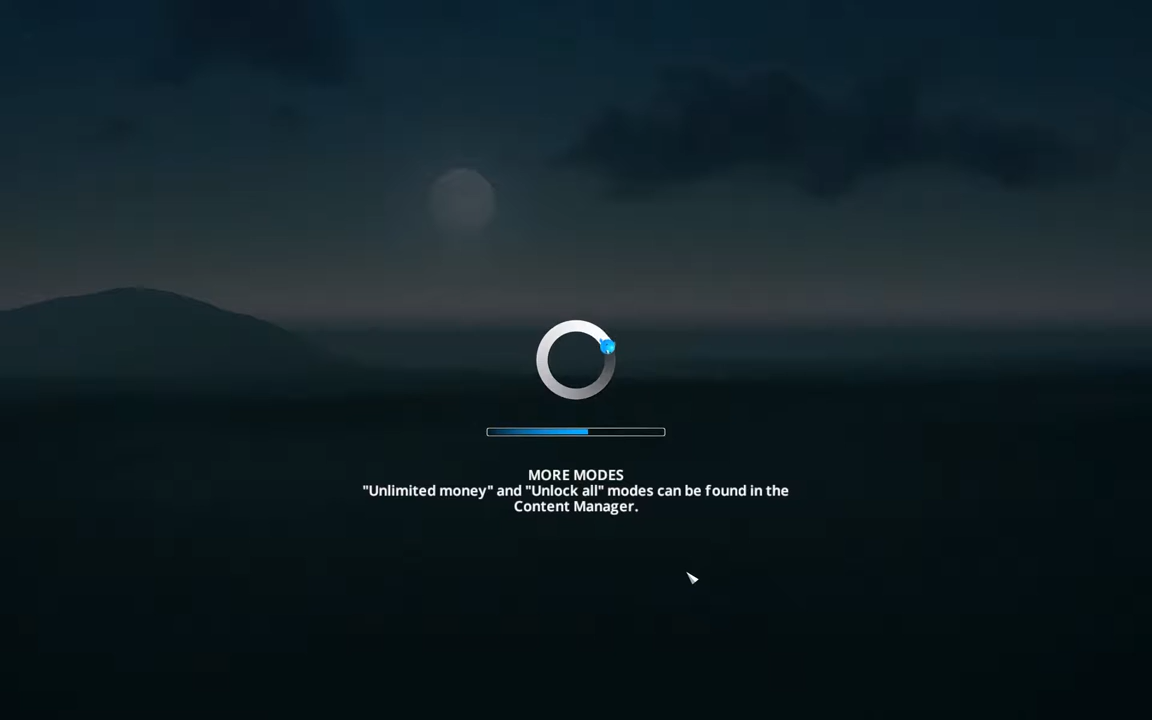 MORE MODES
"Unlimited money" and "Unlock all" modes can be found in the
Content Manager.